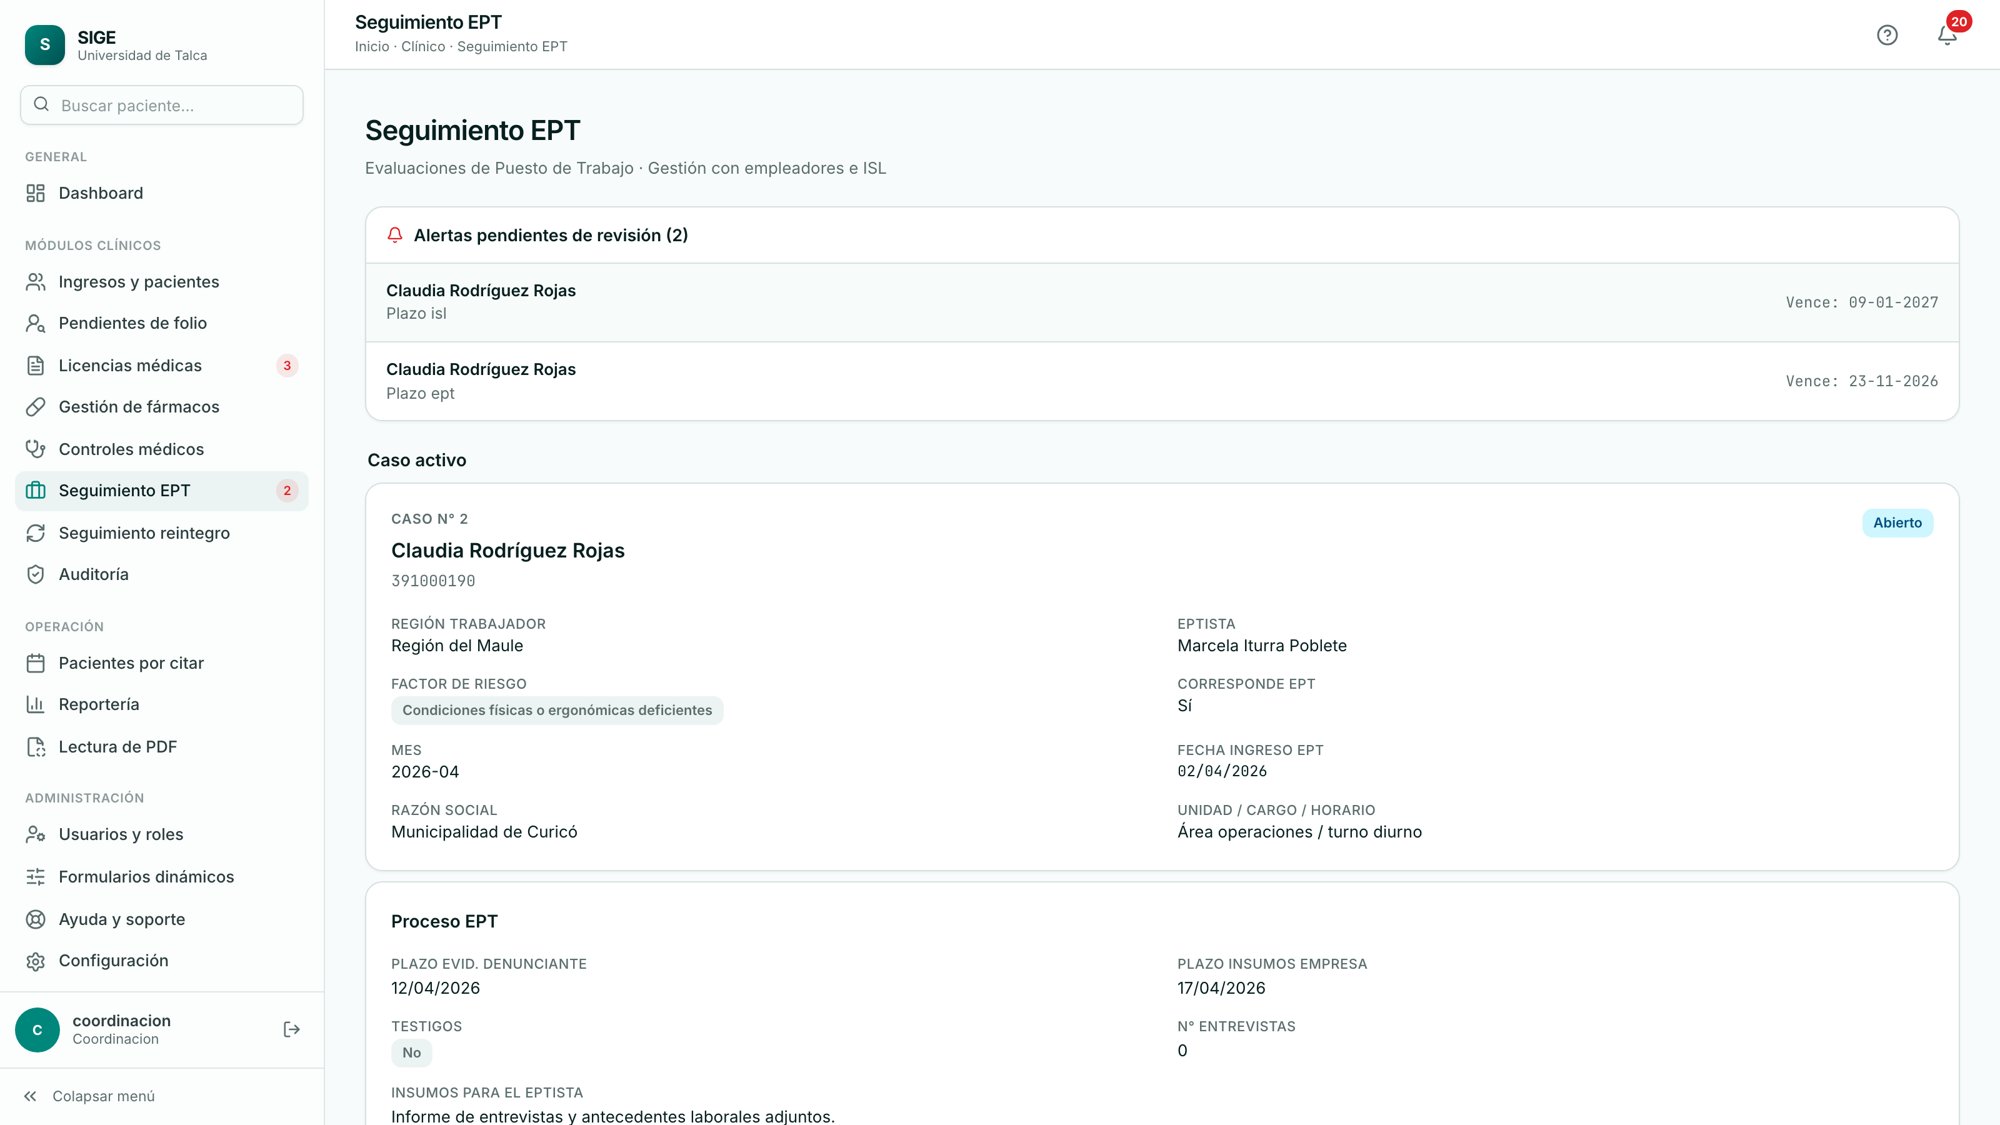 S
SIGE
Universidad de Talca
Buscar paciente...
GENERAL
Dashboard
MÓDULOS CLÍNICOS
Ingresos y pacientes
Pendientes de folio
Licencias médicas
3
Gestión de fármacos
Controles médicos
Seguimiento EPT
2
Seguimiento reintegro
Auditoría
OPERACIÓN
Pacientes por citar
Reportería
Lectura de PDF
ADMINISTRACIÓN
Usuarios y roles
Formularios dinámicos
Ayuda y soporte
Configuración
C
coordinacion
Coordinacion
Colapsar menú
Seguimiento EPT
Inicio · Clínico · Seguimiento EPT
20
Seguimiento EPT
Evaluaciones de Puesto de Trabajo · Gestión con empleadores e ISL
Alertas pendientes de revisión (2)
Claudia Rodríguez Rojas
Plazo isl
Vence: 09-01-2027
Claudia Rodríguez Rojas
Plazo ept
Vence: 23-11-2026
Caso activo
CASO N° 2
Abierto
Claudia Rodríguez Rojas
391000190
REGIÓN TRABAJADOR
Región del Maule
EPTISTA
Marcela Iturra Poblete
FACTOR DE RIESGO
Condiciones físicas o ergonómicas deficientes
CORRESPONDE EPT
Sí
MES
2026-04
FECHA INGRESO EPT
02/04/2026
RAZÓN SOCIAL
Municipalidad de Curicó
UNIDAD / CARGO / HORARIO
Área operaciones / turno diurno
Proceso EPT
PLAZO EVID. DENUNCIANTE
12/04/2026
PLAZO INSUMOS EMPRESA
17/04/2026
TESTIGOS
No
N° ENTREVISTAS
0
INSUMOS PARA EL EPTISTA
Informe de entrevistas y antecedentes laborales adjuntos.